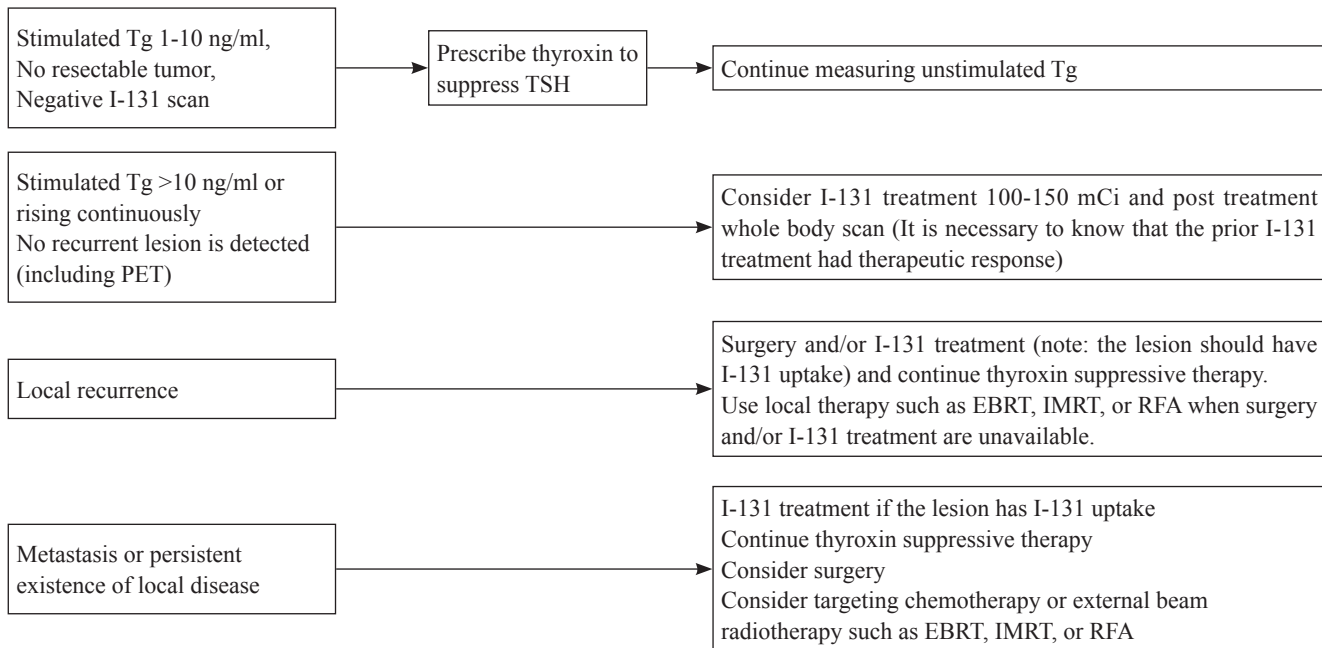 Stimulated Tg 1-10 ng/ml,
No resectable tumor,
Negative I-131 scan
Prescribe thyroxin to
suppress TSH
Continue measuring unstimulated Tg
Stimulated Tg >10 ng/ml or
rising continuously
No recurrent lesion is detected
(including PET)
Consider I-131 treatment 100-150 mCi and post treatment
whole body scan (It is necessary to know that the prior I-131
treatment had therapeutic response)
Local recurrence
Surgery and/or I-131 treatment (note: the lesion should have
I-131 uptake) and continue thyroxin suppressive therapy.
Use local therapy such as EBRT, IMRT, or RFA when surgery
and/or I-131 treatment are unavailable.
Metastasis or persistent
existence of local disease
I-131 treatment if the lesion has I-131 uptake
Continue thyroxin suppressive therapy
Consider surgery
Consider targeting chemotherapy or external beam
radiotherapy such as EBRT, IMRT, or RFA